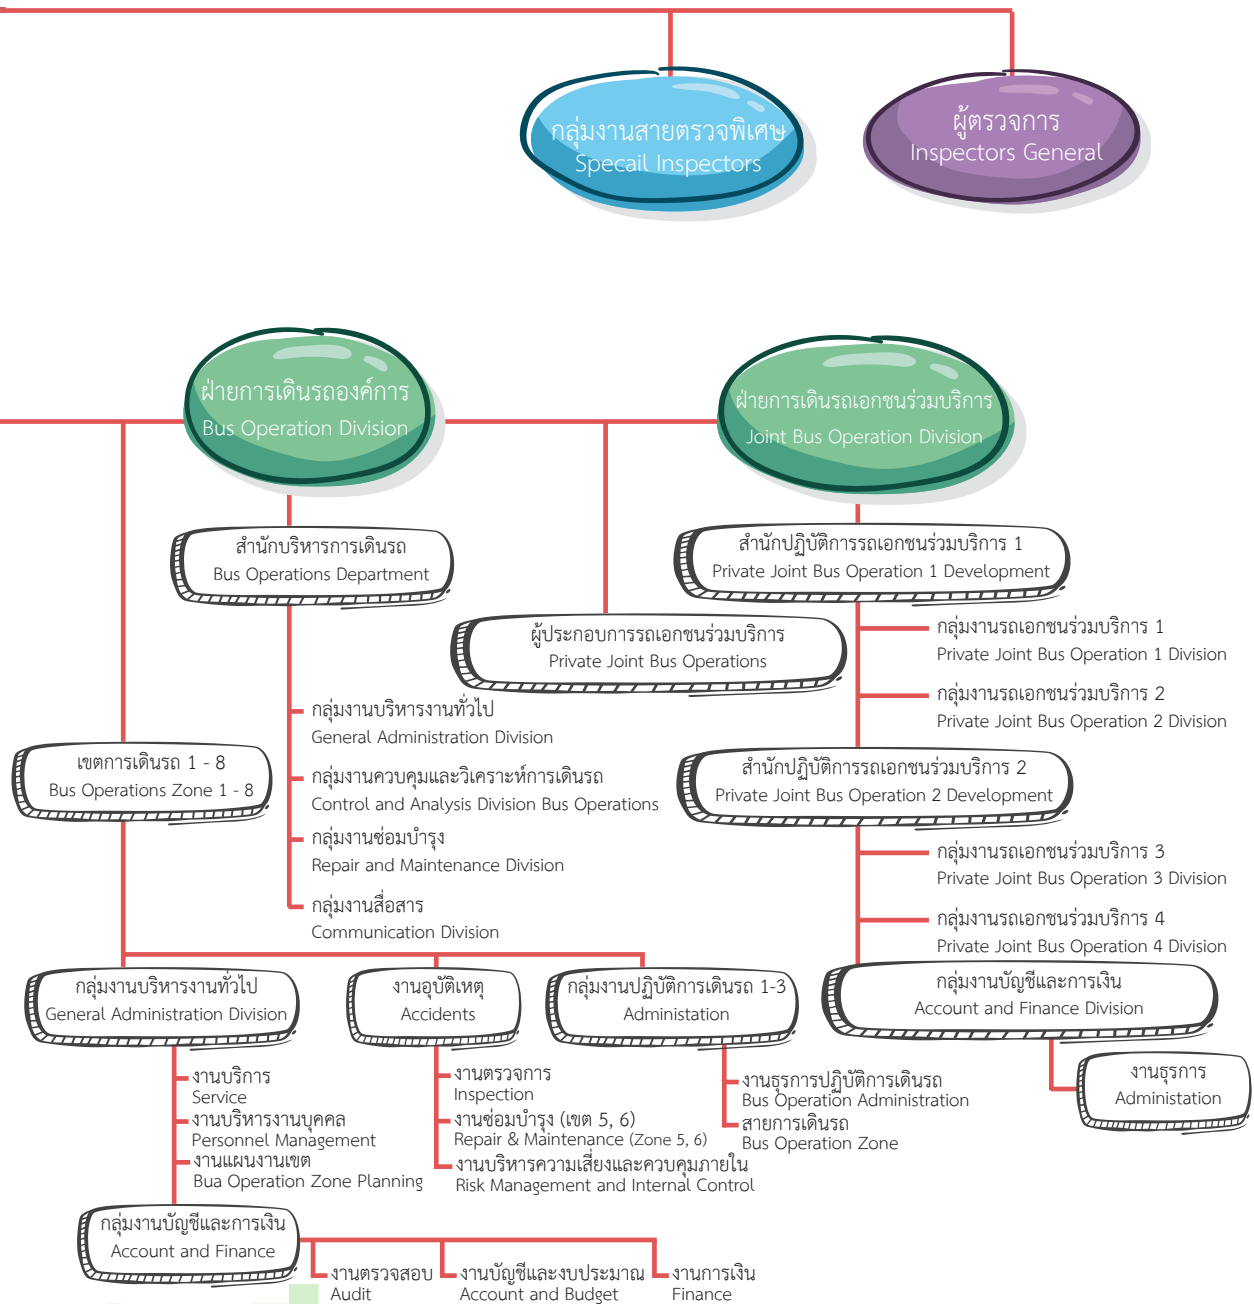 กลุ่มงานสายตรวจพิเศษ
Specail Inspectors
ผู้ตรวจการ
Inspectors General
ฝ่ายการเดินรถองค์การ
Bus Operation Division
ฝ่ายการเดินรถเอกชนร่วมบริการ
Joint Bus Operation Division
สำนักบริหารการเดินรถ
Bus Operations Department
สำนักปฏิบัติการรถเอกชนร่วมบริการ 1
Private Joint Bus Operation 1 Development
ผู้ประกอบการรถเอกชนร่วมบริการ
Private Joint Bus Operations
กลุ่มงานรถเอกชนร่วมบริการ 1
Private Joint Bus Operation 1 Division
กลุ่มงานรถเอกชนร่วมบริการ 2
Private Joint Bus Operation 2 Division
กลุ่มงานบริหารงานทั่วไป
General Administration Division
กลุ่มงานควบคุมและวิเคราะห์การเดินรถ
Control and Analysis Division Bus Operations
กลุ่มงานซ่อมบำรุง
Repair and Maintenance Division
กลุ่มงานสื่อสาร
Communication Division
เขตการเดินรถ 1 - 8
Bus Operations Zone 1 - 8
สำนักปฏิบัติการรถเอกชนร่วมบริการ 2
Private Joint Bus Operation 2 Development
กลุ่มงานรถเอกชนร่วมบริการ 3
Private Joint Bus Operation 3 Division
กลุ่มงานรถเอกชนร่วมบริการ 4
Private Joint Bus Operation 4 Division
กลุ่มงานบริหารงานทั่วไป
General Administration Division
งานอุบัติเหตุ
Accidents
กลุ่มงานปฏิบัติการเดินรถ 1-3
Administation
กลุ่มงานบัญชีและการเงิน
Account and Finance Division
งานธุรการ
Administation
งานบริการ
Service
งานบริหารงานบุคคล
Personnel Management
งานแผนงานเขต
Bua Operation Zone Planning
งานตรวจการ
Inspection
งานซ่อมบำรุง (เขต 5, 6)
Repair & Maintenance (Zone 5, 6)
งานบริหารความเสี่ยงและควบคุมภายใน
Risk Management and Internal Control
งานธุรการปฏิบัติการเดินรถ
Bus Operation Administration
สายการเดินรถ
Bus Operation Zone
กลุ่มงานบัญชีและการเงิน
Account and Finance
งานตรวจสอบ
Audit
งานบัญชีและงบประมาณ
Account and Budget
งานการเงิน
Finance